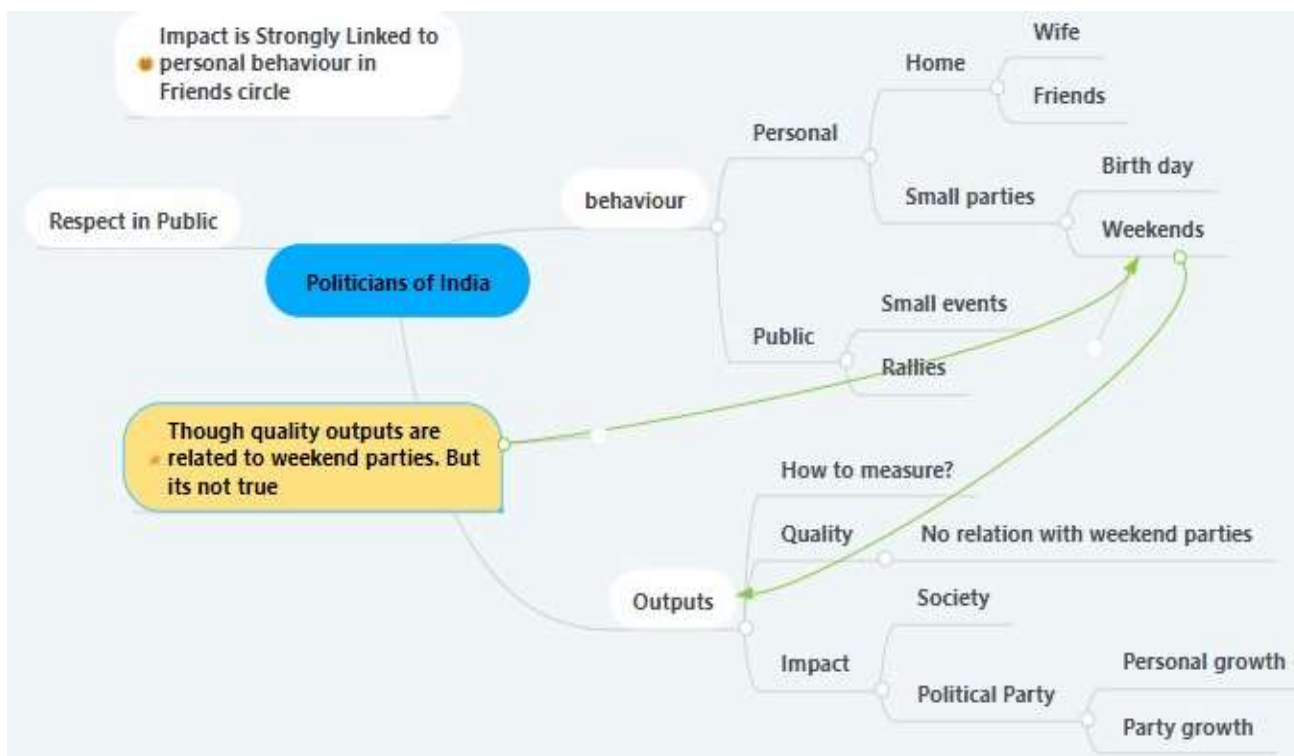 Impact is Strongly Linked to
personal behaviour in
Friends circle
Respect in Public
Politicians of India
Though quality outputs are
related to weekend parties. But
its not true
behaviour
Personal
Home
Wife
Friends
Small parties
Birth day
Weekends
Public
Small events
Rallies
Outputs
How to measure?
Quality
No relation with weekend parties
Impact
Society
Political Party
Personal growth
Party growth